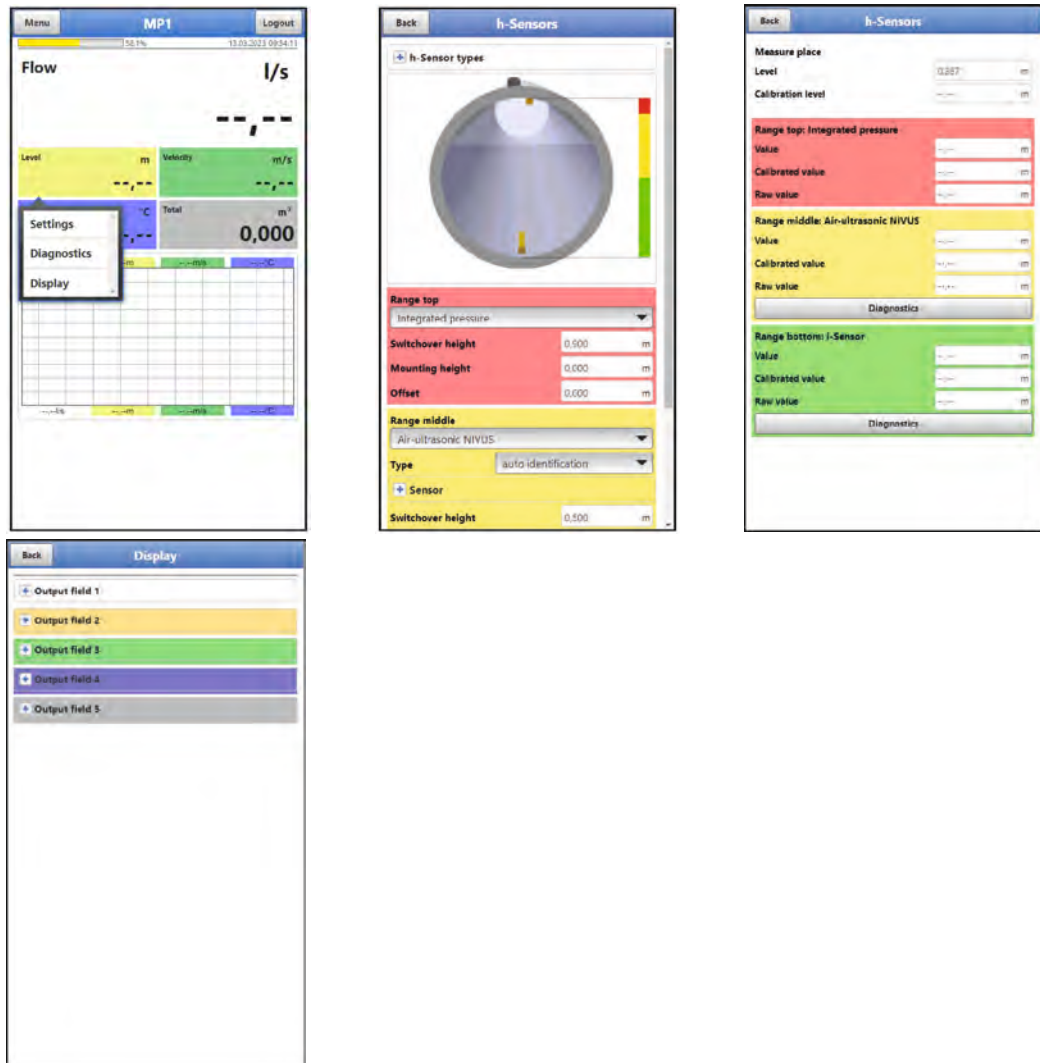 Menu MP1 Logout
58.1% 13.03.2023 09:54:11
Flow l/s
--,--
Level m Velocity m/s
--,-- --,--
°C Total m³
-,-- 0,000
Settings
Diagnostics
Display
-m --,--m/s --,--°C
--,--l/s --,--m --,--m/s --,--°C
Back h-Sensors
+ h-Sensor types
Range top
Integrated pressure
Switchover height 0,900 m
Mounting height 0,000 m
Offset 0,000 m
Range middle
Air-ultrasonic NIVUS
Type auto identification
+ Sensor
Switchover height 0,500 m
Back h-Sensors
Measure place
Level 0,387 m
Calibration level --,-- m
Range top: Integrated pressure
Value --,-- m
Calibrated value --,-- m
Raw value --,-- m
Range middle: Air-ultrasonic NIVUS
Value --,-- m
Calibrated value --,-- m
Raw value --,-- m
Diagnostics
Range bottom: i-Sensor
Value --,-- m
Calibrated value --,-- m
Raw value --,-- m
Diagnostics
Back Display
+ Output field 1
+ Output field 2
+ Output field 3
+ Output field 4
+ Output field 5